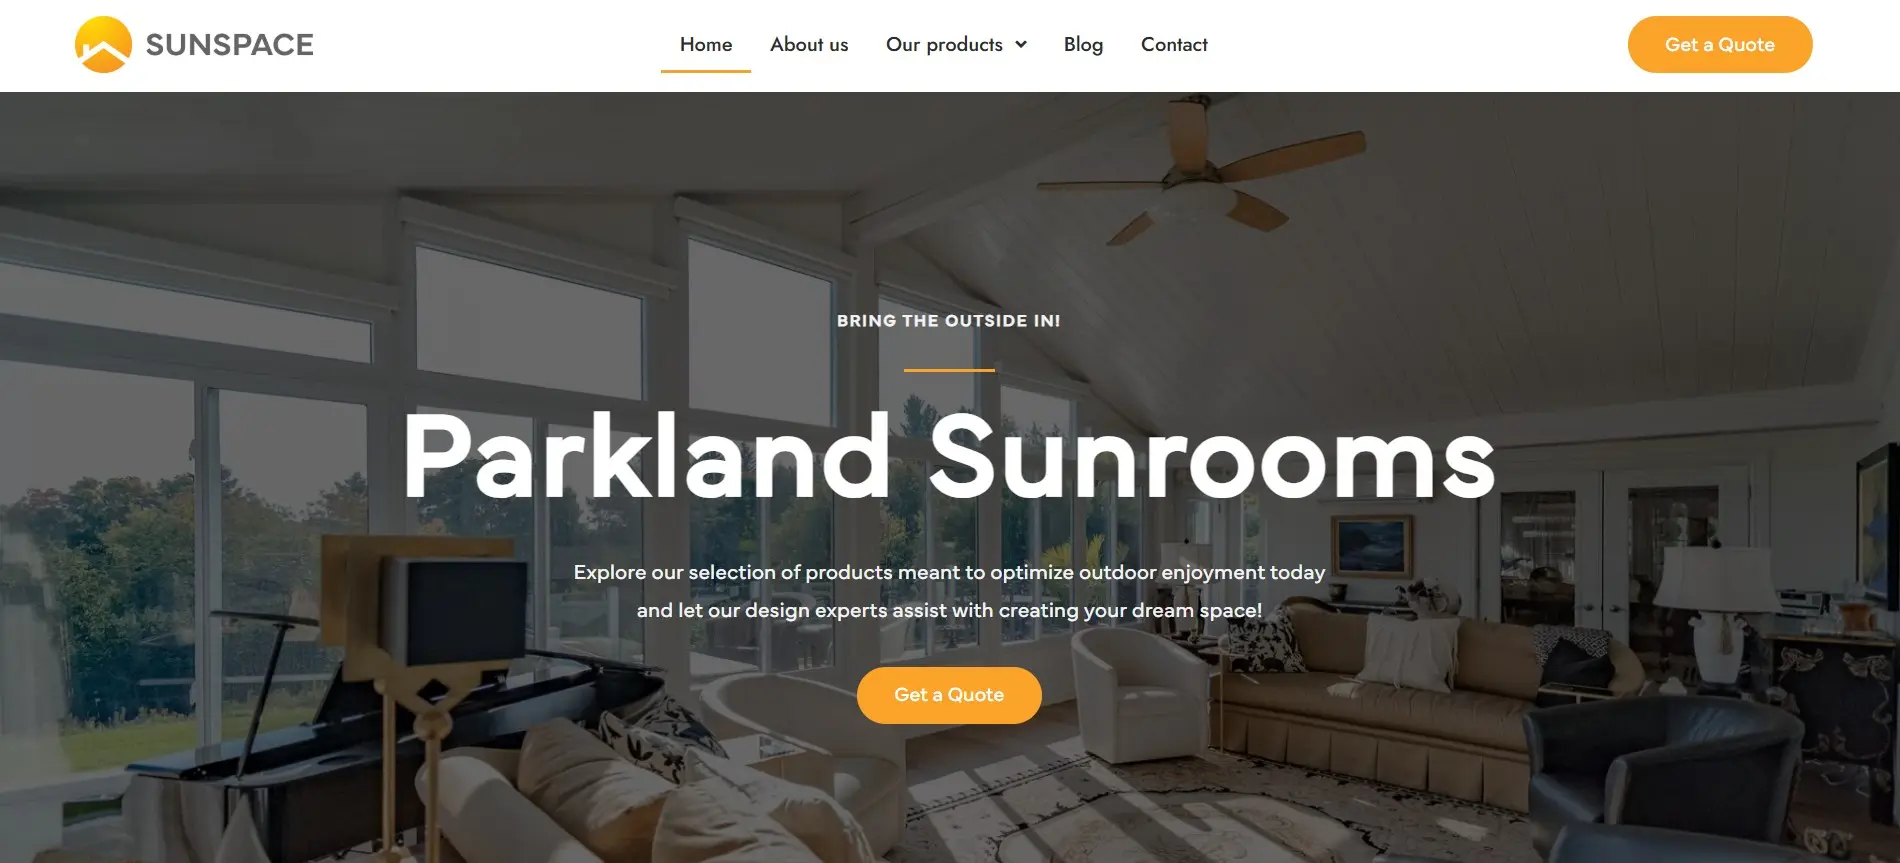 SUNSPACE
Home
About us
Our products
Blog
Contact
Get a Quote
BRING THE OUTSIDE IN!
Parkland Sunrooms
Explore our selection of products meant to optimize outdoor enjoyment today
and let our design experts assist with creating your dream space!
Get a Quote